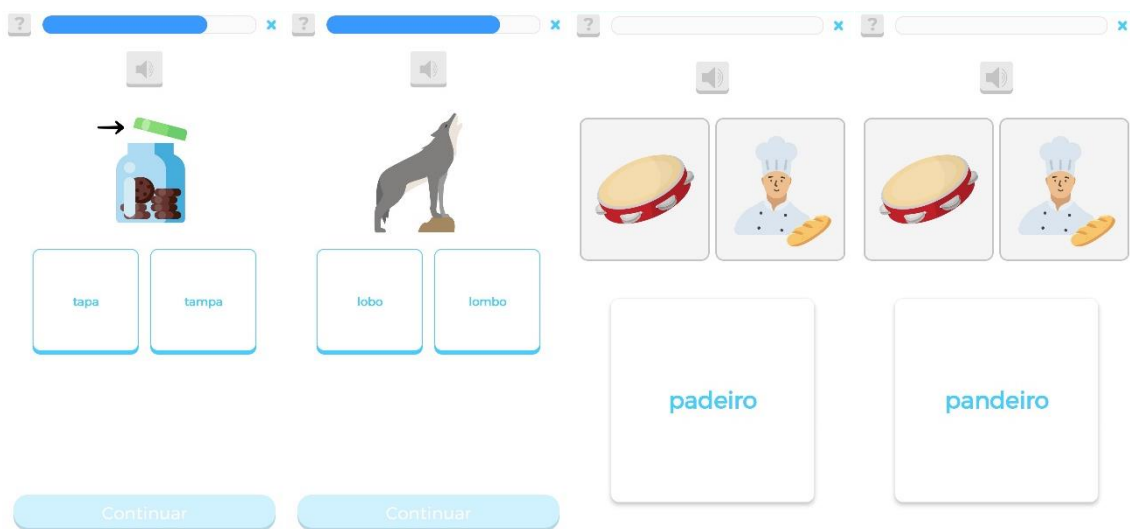 ?
×
?
×
?
×
?
×
tapa
tampa
lobo
lombo
padeiro
pandeiro
Continuar
Continuar